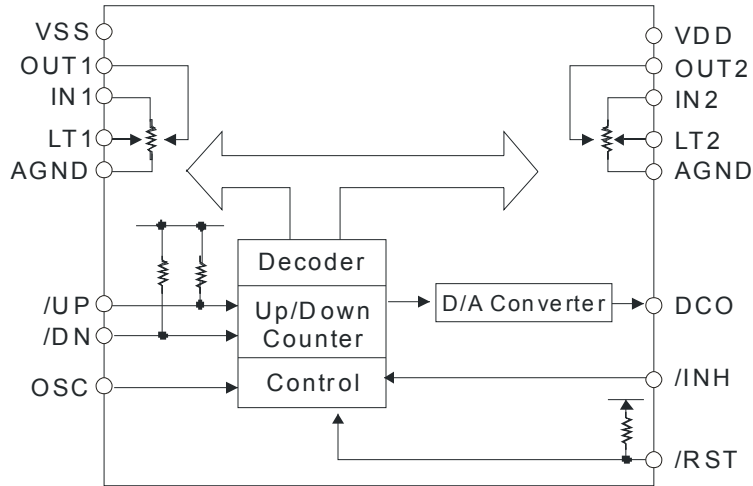 VSS
OUT1
IN1
LT1
AGND
/UP
/DN
OSC
Decoder
Up/Down
Counter
Control
D/A Converter
VDD
OUT2
IN2
LT2
AGND
DCO
/INH
/RST